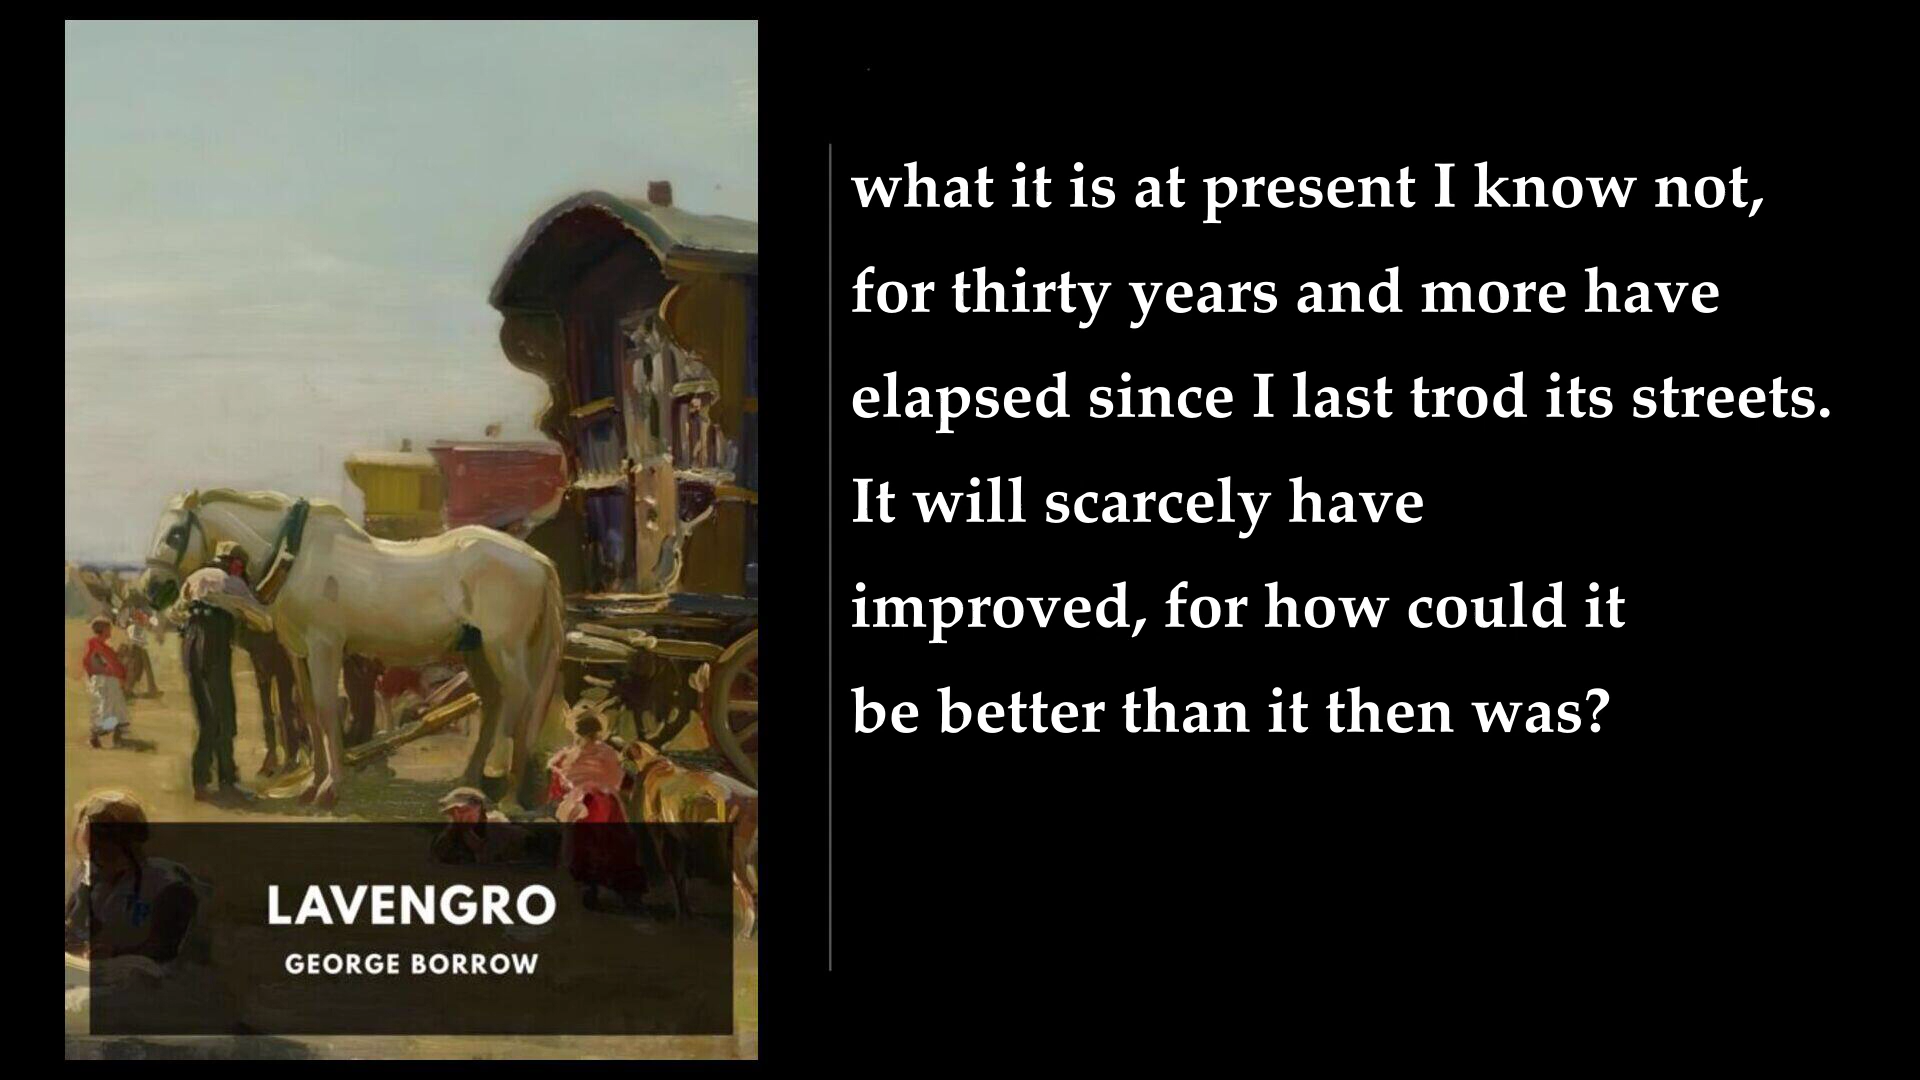 what it is at present I know not,
for thirty years and more have
elapsed since I last trod its streets.
It will scarcely have
improved, for how could it
be better than it then was?
LAVENGRO
GEORGE BORROW